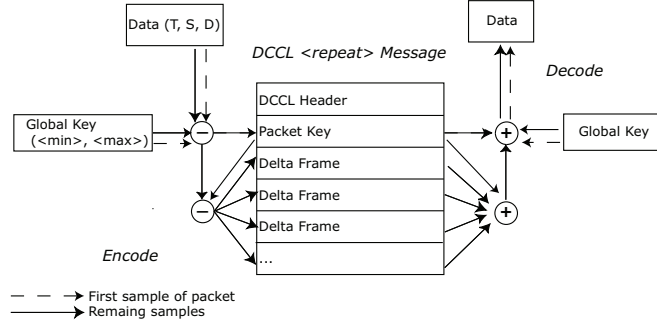 Data (T, S, D)
Data
DCCL <repeat> Message
Decode
DCCL Header
Global Key
(<min>, <max>)
−
Packet Key
+
Global Key
Delta Frame
Delta Frame
−
+
Delta Frame
Encode
...
First sample of packet
Remaing samples